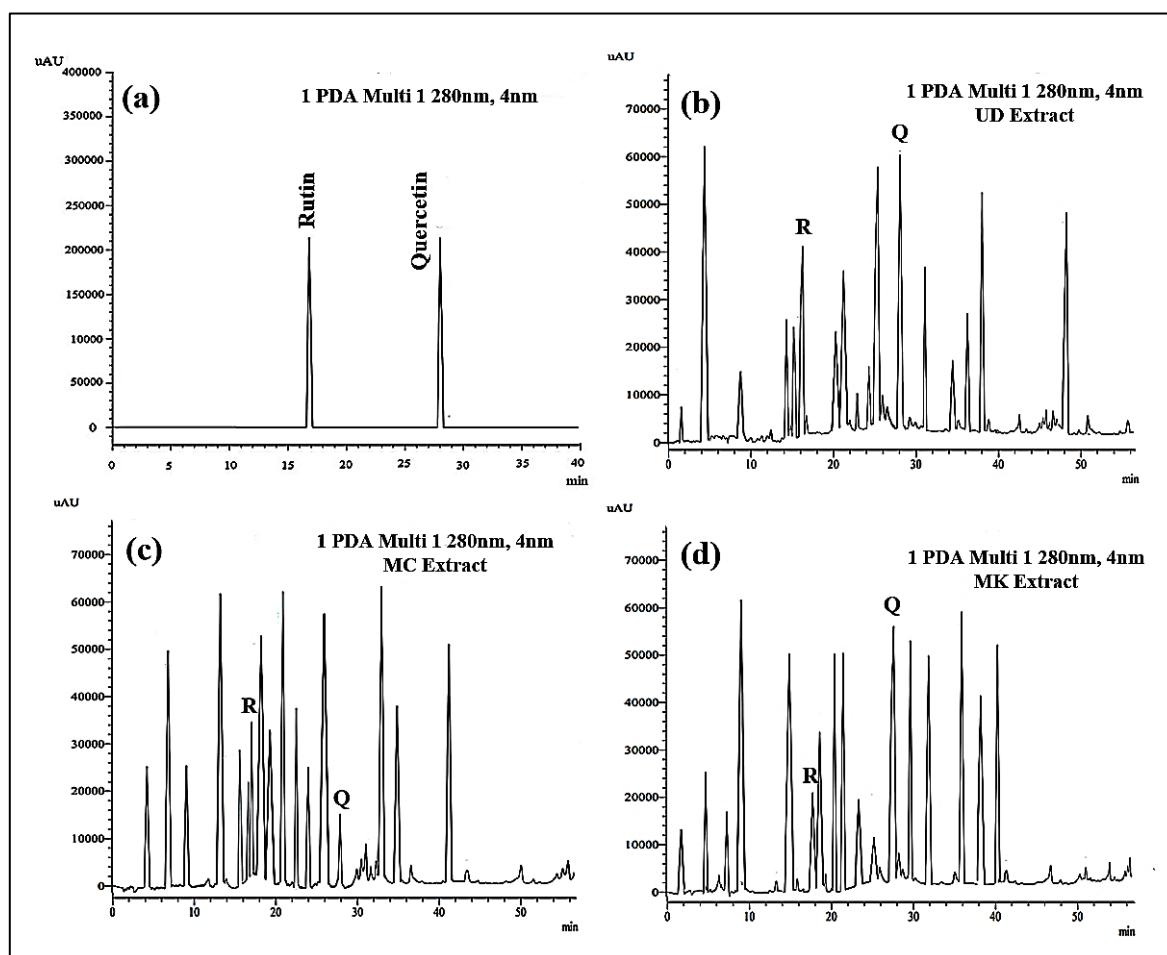 uAU
400000
(a)
1 PDA Multi 1 280nm, 4nm
350000
300000
250000
200000
150000
100000
50000
0
Rutin
Quercetin
0 5 10 15 20 25 30 35 40
min
uAU
(b)
1 PDA Multi 1 280nm, 4nm
UD Extract
70000
60000
50000
40000
30000
20000
10000
0
R
Q
0 10 20 30 40 50
min
uAU
(c)
1 PDA Multi 1 280nm, 4nm
MC Extract
70000
60000
50000
40000
30000
20000
10000
0
R
Q
0 10 20 30 40 50
min
uAU
(d)
1 PDA Multi 1 280nm, 4nm
MK Extract
70000
60000
50000
40000
30000
20000
10000
0
R
Q
0 10 20 30 40 50
min